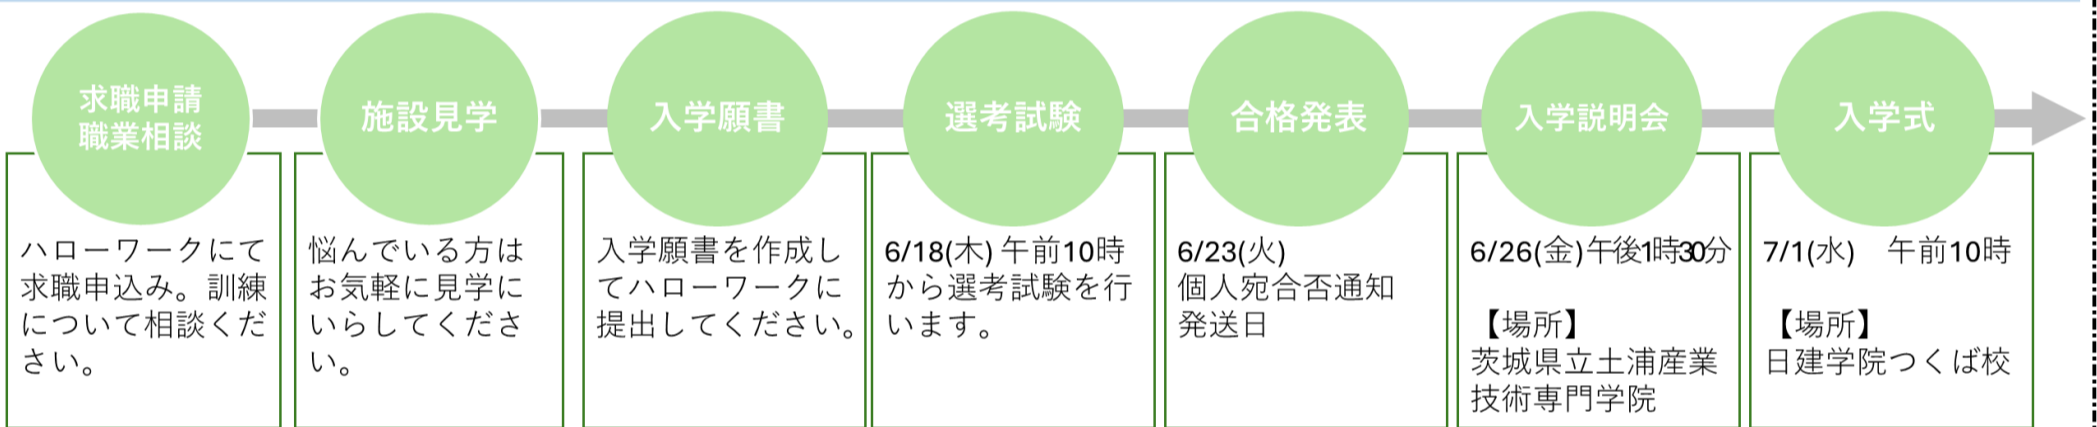 求職申請
職業相談
ハローワークにて
求職申込み。訓練
について相談くだ
さい。
施設見学
悩んでいる方は
お気軽に見学に
いらしてくださ
い。
入学願書
入学願書を作成し
てハローワークに
提出してください。
選考試験
6/18(木) 午前10時
から選考試験を行
います。
合格発表
6/23(火)
個人宛合否通知
発送日
入学説明会
6/26(金)午後1時30分
【場所】
茨城県立土浦産業
技術専門学院
入学式
7/1(水)　午前10時
【場所】
日建学院つくば校